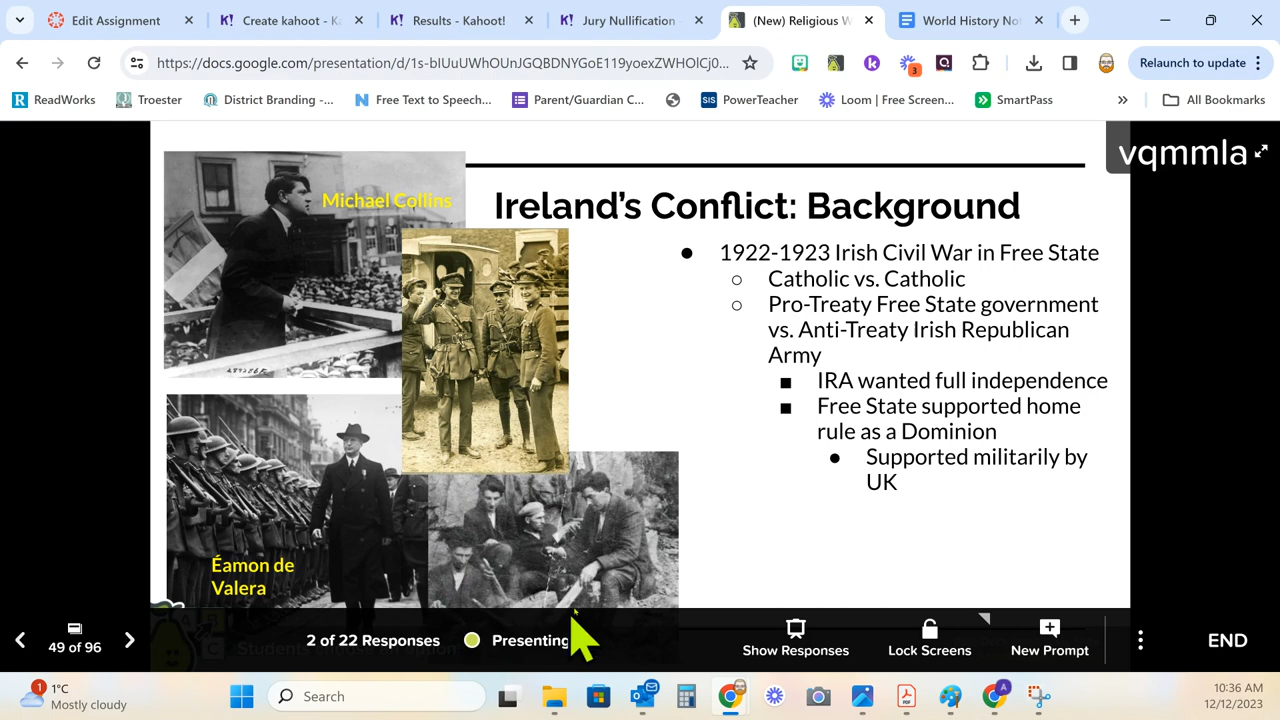 Edit Assignment
Create kahoot - K
Results - Kahoot!
Jury Nullification -
(New) Religious W
World History No
https://docs.google.com/presentation/d/1s-blUuUWhOUnJGQBDNYGoE119yoexZWHOlCj0...
3
Relaunch to update
ReadWorks
Troester
District Branding -...
Free Text to Speech...
Parent/Guardian C...
SIS
PowerTeacher
Loom | Free Screen...
SmartPass
All Bookmarks
vqmmla
Michael Collins
Ireland's Conflict: Background
● 1922-1923 Irish Civil War in Free State
○ Catholic vs. Catholic
○ Pro-Treaty Free State government
vs. Anti-Treaty Irish Republican
Army
■ IRA wanted full independence
■ Free State supported home
rule as a Dominion
● Supported militarily by
UK
Éamon de
Valera
49 of 96
2 of 22 Responses
Presenting
Show Responses
Lock Screens
New Prompt
END
1
1°C
Mostly cloudy
Search
A
10:36 AM
12/12/2023